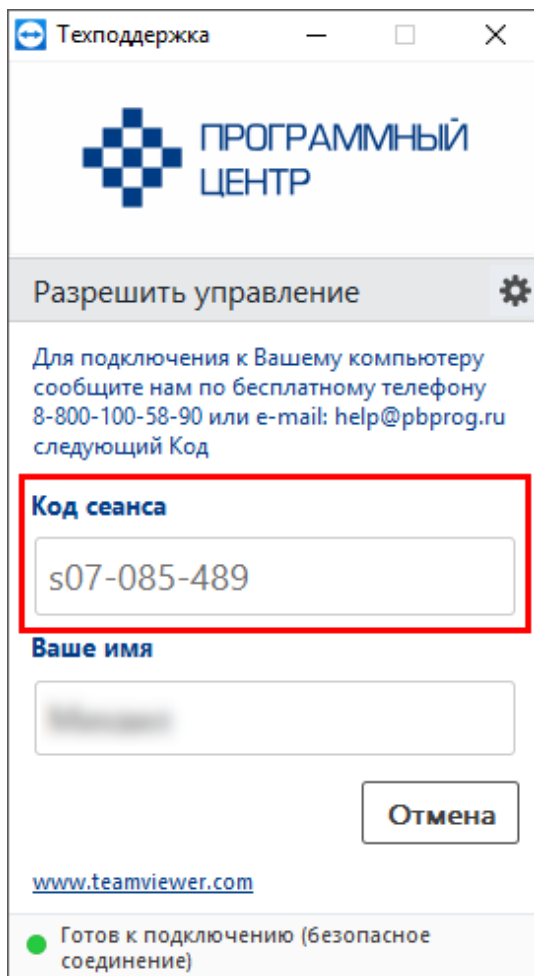 Техподдержка
ПРОГРАММНЫЙ
ЦЕНТР
Разрешить управление
Для подключения к Вашему компьютеру
сообщите нам по бесплатному телефону
8-800-100-58-90 или e-mail: help@pbprog.ru
следующий Код
Код сеанса
s07-085-489
Ваше имя
Отмена
www.teamviewer.com
Готов к подключению (безопасное
соединение)